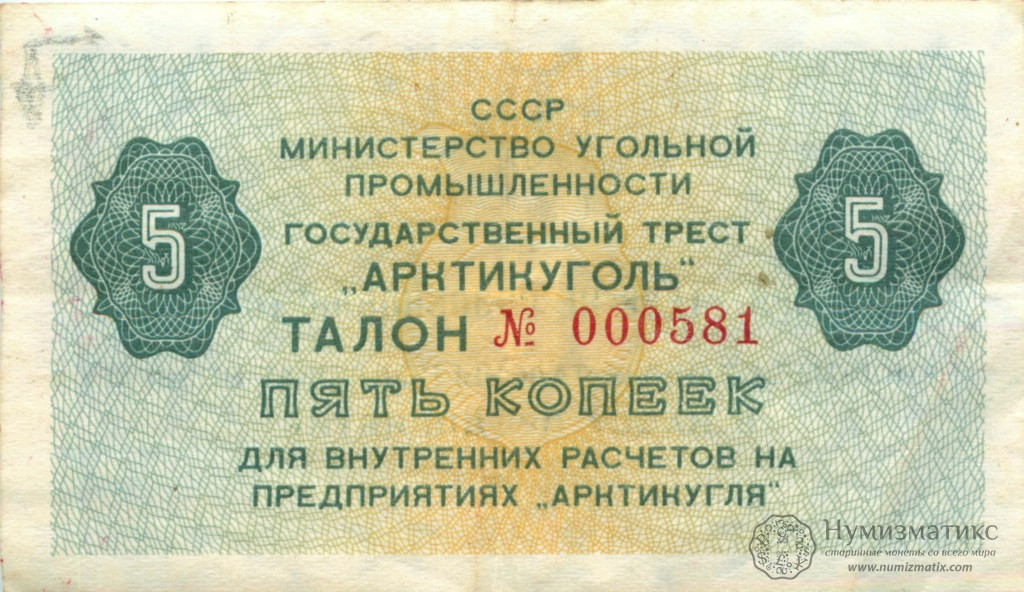 СССР
МИНИСТЕРСТВО УГОЛЬНОЙ
ПРОМЫШЛЕННОСТИ
ГОСУДАРСТВЕННЫЙ ТРЕСТ
„АРКТИКУГОЛЬ“
5
5
ТАЛОН № 000581
ПЯТЬ КОПЕЕК
ДЛЯ ВНУТРЕННИХ РАСЧЕТОВ НА
ПРЕДПРИЯТИЯХ „АРКТИКУГЛЯ“
Нумизматикс
старинные монеты со всего мира
www.numizmatix.com